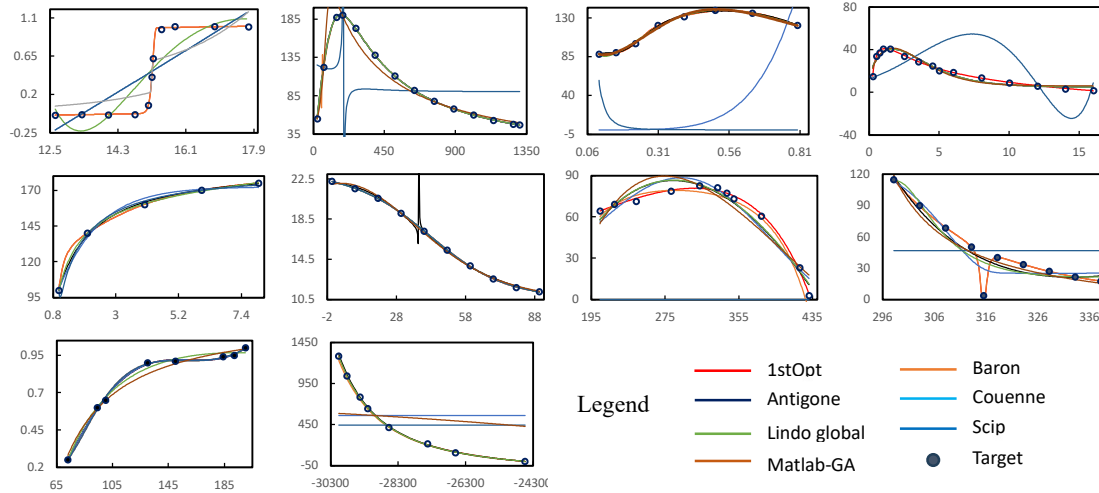 1.1
0.65
0.2
-0.25
12.5 14.3 16.1 17.9
185
135
85
35
0 450 900 1350
130
85
40
-5
0.06 0.31 0.56 0.81
80
40
0
-40
0 5 10 15
170
145
120
95
0.8 3 5.2 7.4
22.5
18.5
14.5
10.5
-2 28 58 88
90
60
30
0
195 275 355 435
120
90
60
30
0
296 306 316 326 336
0.95
0.7
0.45
0.2
65 105 145 185
1450
950
450
-50
-30300 -28300 -26300 -24300
Legend
1stOpt
Antigone
Lindo global
Matlab-GA
Baron
Couenne
Scip
Target